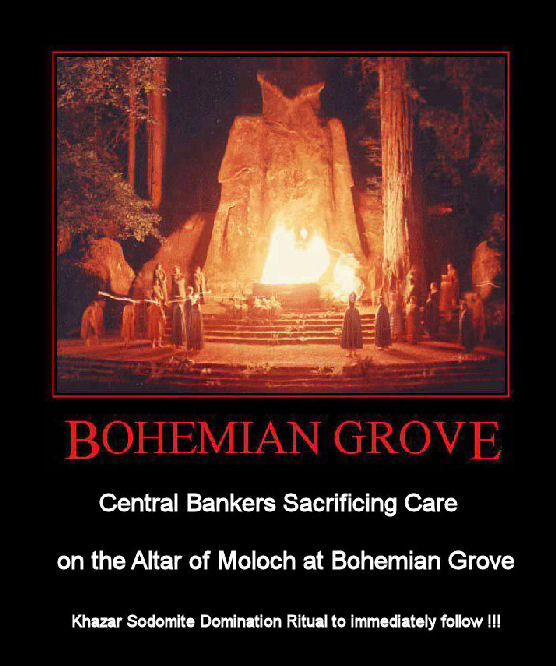 BOHEMIAN GROVE
Central Bankers Sacrificing Care
on the Altar of Moloch at Bohemian Grove
Khazar Sodomite Domination Ritual to immediately follow !!!